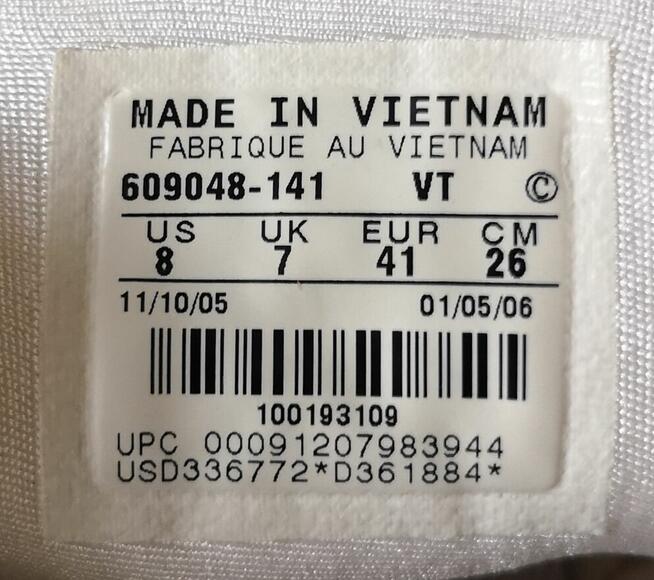 MADE IN VIETNAM
FABRIQUE AU VIETNAM
609048-141 VT ©
US UK EUR CM
8 7 41 26
11/10/05 01/05/06
100193109
UPC 00091207983944
USD336772*D361884*